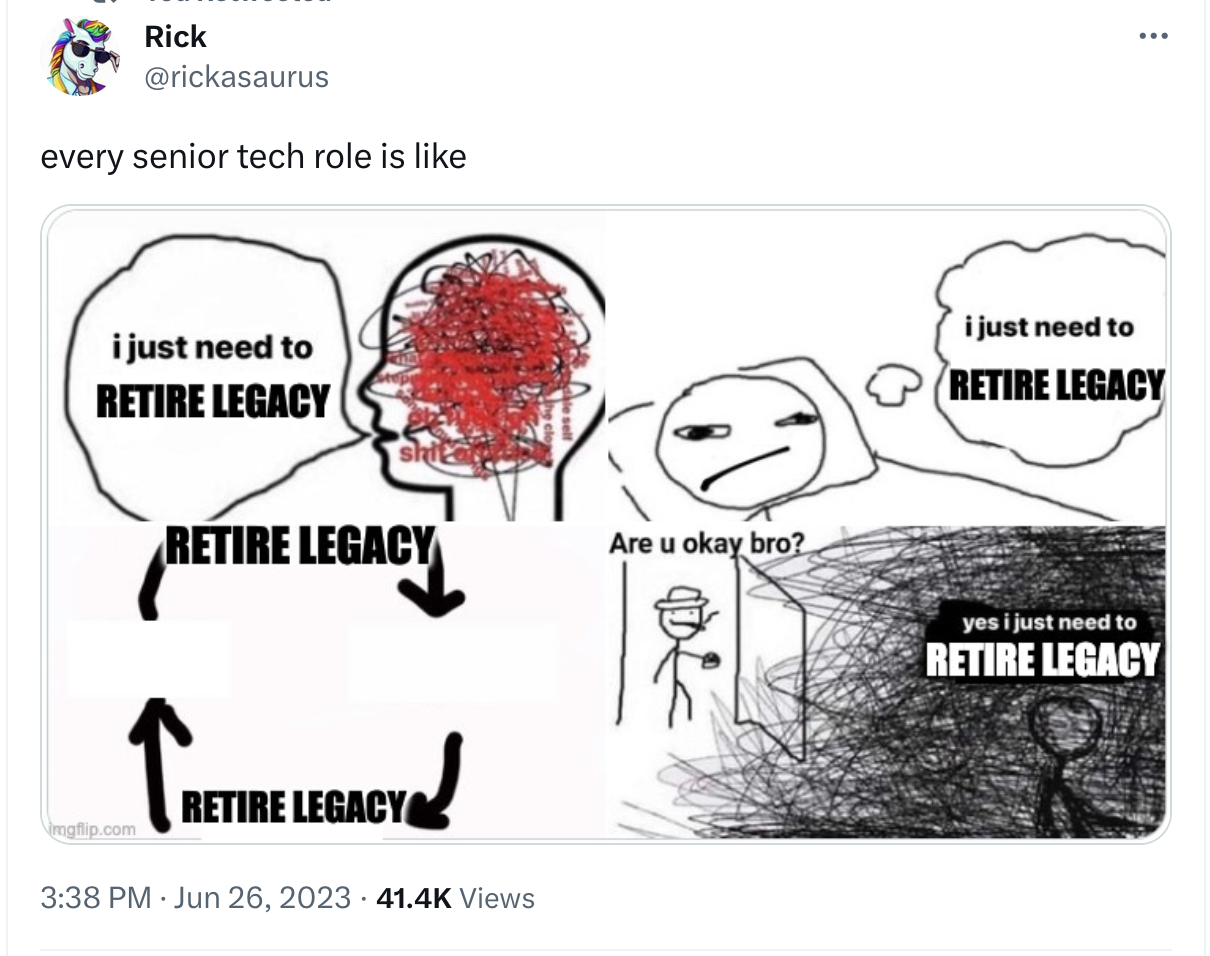 You Retweeted
Rick
@rickasaurus
every senior tech role is like
i just need to
RETIRE LEGACY
i just need to
RETIRE LEGACY
RETIRE LEGACY
RETIRE LEGACY
imgflip.com
Are u okay bro?
yes i just need to
RETIRE LEGACY
3:38 PM · Jun 26, 2023 · 41.4K Views